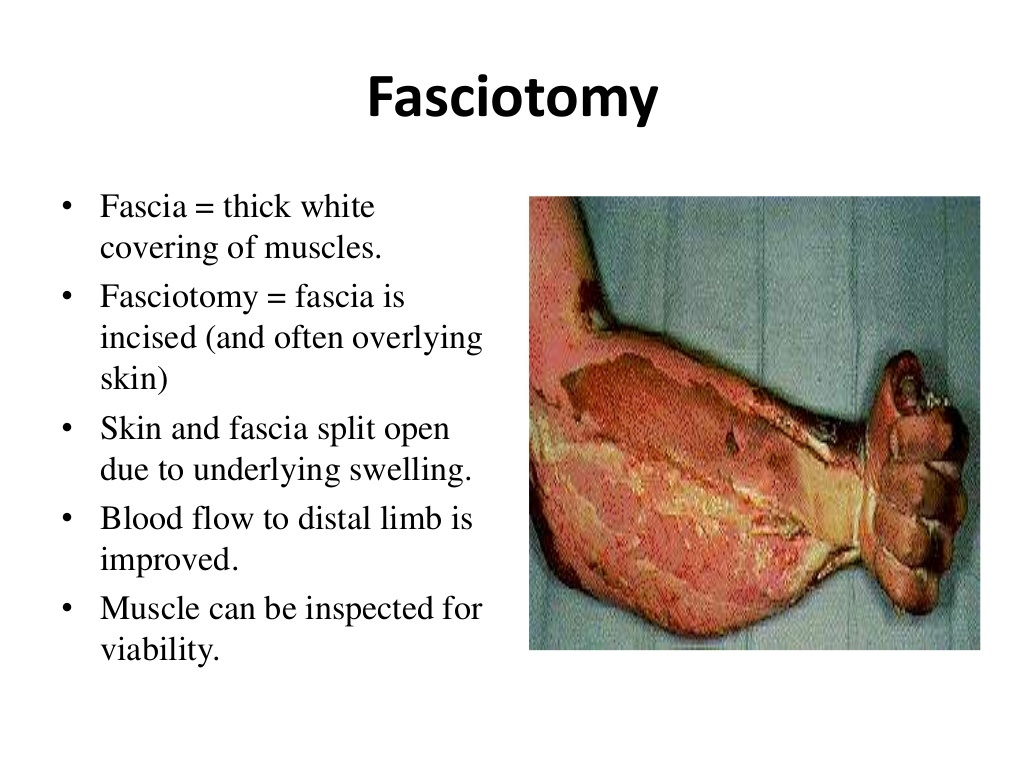 Fasciotomy
• Fascia = thick white
covering of muscles.
• Fasciotomy = fascia is
incised (and often overlying
skin)
• Skin and fascia split open
due to underlying swelling.
• Blood flow to distal limb is
improved.
• Muscle can be inspected for
viability.